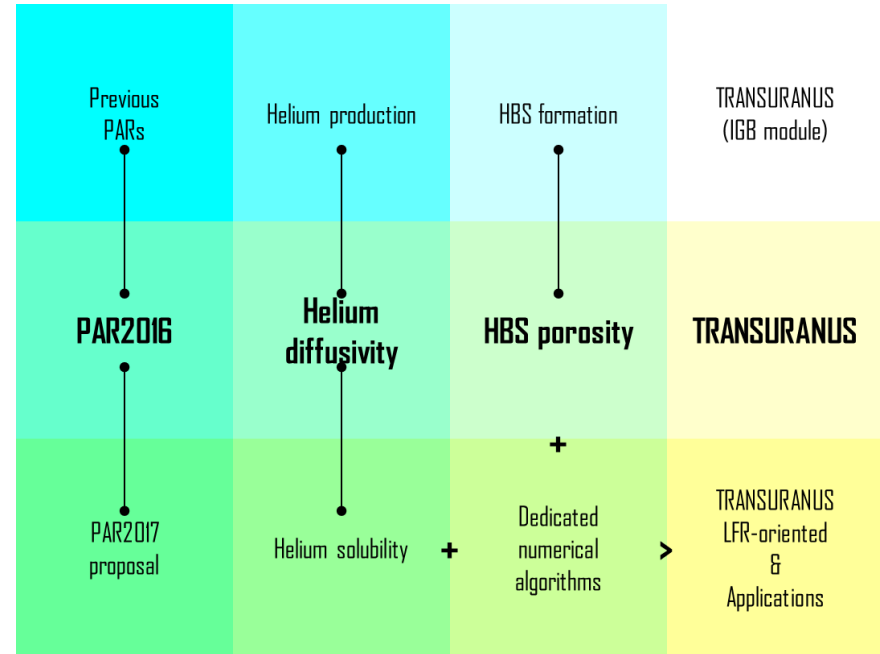 Previous
PARs
Helium production
HBS formation
TRANSURANUS
(IGB module)
PAR2016
Helium
diffusivity
HBS porosity
TRANSURANUS
+
PAR2017
proposal
Helium solubility
+
Dedicated
numerical
algorithms
>
TRANSURANUS
LFR-oriented
&
Applications